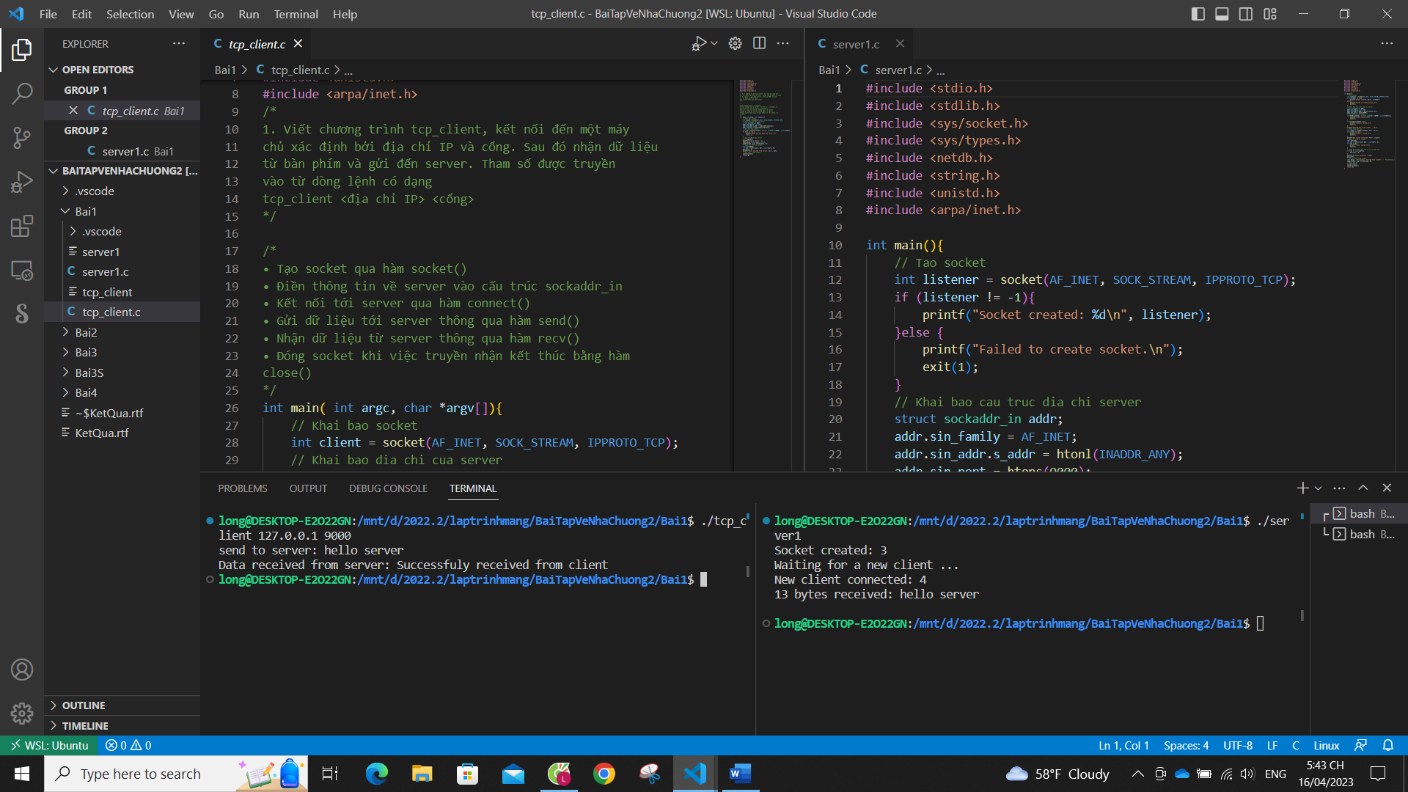 File Edit Selection View Go Run Terminal Help
tcp_client.c - BaiTapVeNhaChuong2 [WSL: Ubuntu] - Visual Studio Code
EXPLORER
OPEN EDITORS
GROUP 1
tcp_client.c Bai1
GROUP 2
server1.c Bai1
BAITAPVENHACHUONG2 [...
.vscode
Bai1
.vscode
server1
server1.c
tcp_client
tcp_client.c
Bai2
Bai3
Bai3S
Bai4
~$KetQua.rtf
KetQua.rtf
OUTLINE
TIMELINE
tcp_client.c
Bai1 > tcp_client.c > ...
8 #include <arpa/inet.h>
9 /*
10 1. Viết chương trình tcp_client, kết nối đến một máy
11 chủ xác định bởi địa chỉ IP và cổng. Sau đó nhận dữ liệu
12 từ bàn phím và gửi đến server. Tham số được truyền
13 vào từ dòng lệnh có dạng
14 tcp_client <địa chỉ IP> <cổng>
15 */
16
17 /*
18 • Tạo socket qua hàm socket()
19 • Điền thông tin về server vào cấu trúc sockaddr_in
20 • Kết nối tới server qua hàm connect()
21 • Gửi dữ liệu tới server thông qua hàm send()
22 • Nhận dữ liệu từ server thông qua hàm recv()
23 • Đóng socket khi việc truyền nhận kết thúc bằng hàm
24 close()
25 */
26 int main( int argc, char *argv[]){
27 // Khai bao socket
28 int client = socket(AF_INET, SOCK_STREAM, IPPROTO_TCP);
29 // Khai bao dia chi cua server
server1.c
Bai1 > server1.c > ...
1 #include <stdio.h>
2 #include <stdlib.h>
3 #include <sys/socket.h>
4 #include <sys/types.h>
5 #include <netdb.h>
6 #include <string.h>
7 #include <unistd.h>
8 #include <arpa/inet.h>
9
10 int main(){
11 // Tao socket
12 int listener = socket(AF_INET, SOCK_STREAM, IPPROTO_TCP);
13 if (listener != -1){
14 printf("Socket created: %d\n", listener);
15 }else {
16 printf("Failed to create socket.\n");
17 exit(1);
18 }
19 // Khai bao cau truc dia chi server
20 struct sockaddr_in addr;
21 addr.sin_family = AF_INET;
22 addr.sin_addr.s_addr = htonl(INADDR_ANY);
23 addr.sin_port = htons(9000);
PROBLEMS OUTPUT DEBUG CONSOLE TERMINAL
long@DESKTOP-E2O22GN:/mnt/d/2022.2/laptrinhmang/BaiTapVeNhaChuong2/Bai1$ ./tcp_c
lient 127.0.0.1 9000
send to server: hello server
Data received from server: Successfuly received from client
long@DESKTOP-E2O22GN:/mnt/d/2022.2/laptrinhmang/BaiTapVeNhaChuong2/Bai1$
long@DESKTOP-E2O22GN:/mnt/d/2022.2/laptrinhmang/BaiTapVeNhaChuong2/Bai1$ ./ser
ver1
Socket created: 3
Waiting for a new client ...
New client connected: 4
13 bytes received: hello server
long@DESKTOP-E2O22GN:/mnt/d/2022.2/laptrinhmang/BaiTapVeNhaChuong2/Bai1$
bash B...
bash B...
WSL: Ubuntu 0 0
Ln 1, Col 1 Spaces: 4 UTF-8 LF C Linux
Type here to search
58°F Cloudy
ENG
5:43 CH
16/04/2023